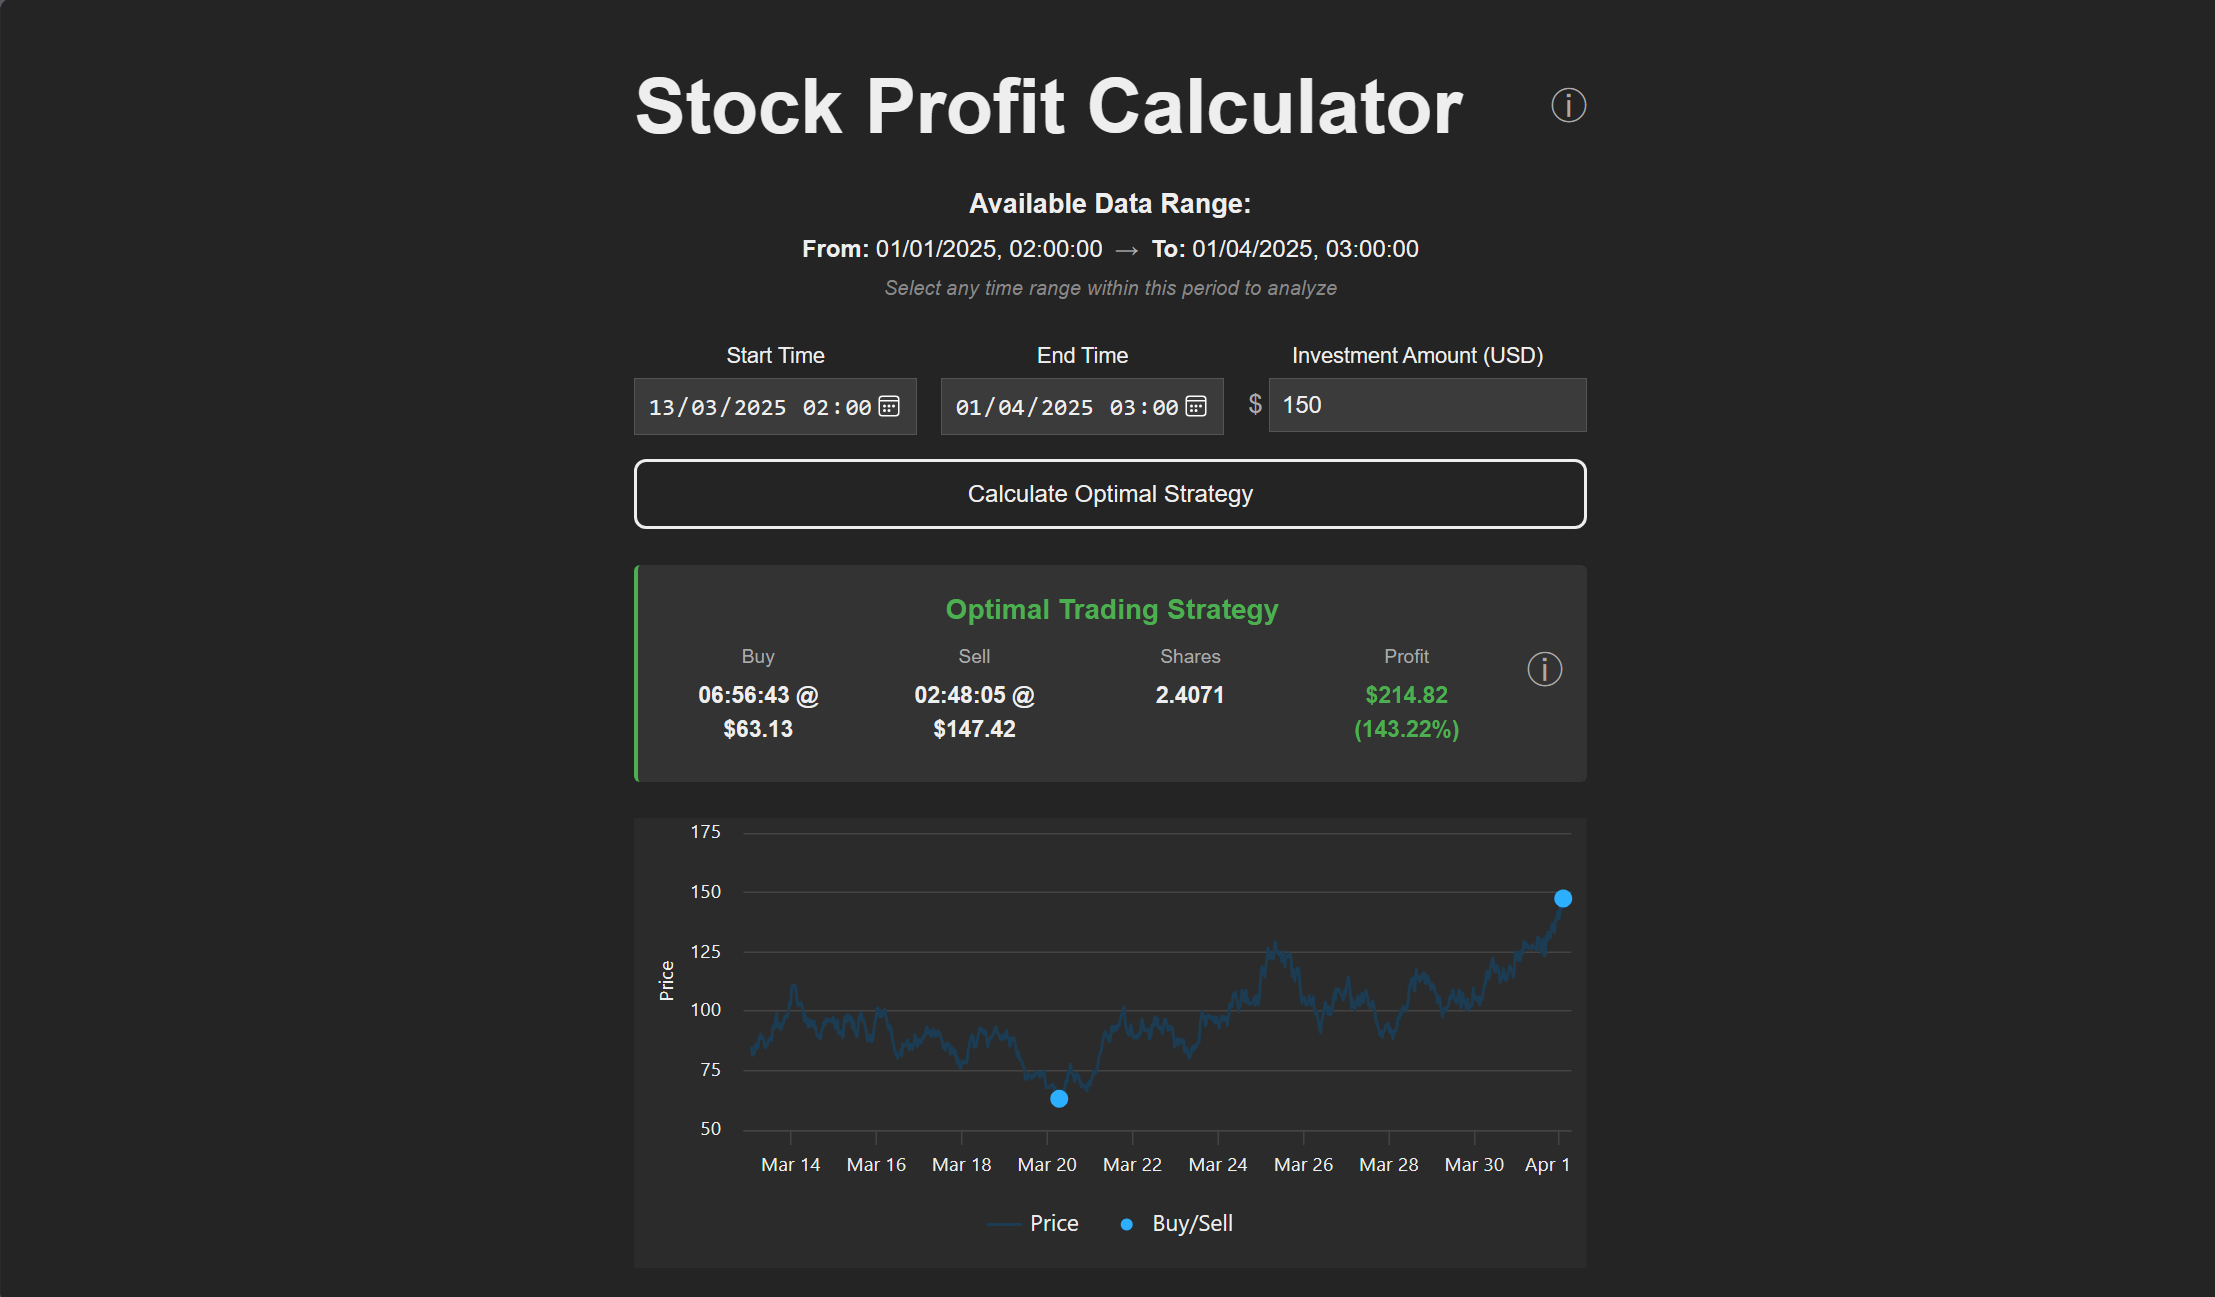 Stock Profit Calculator
Available Data Range:
From: 01/01/2025, 02:00:00 → To: 01/04/2025, 03:00:00
Select any time range within this period to analyze
Start Time
End Time
Investment Amount (USD)
13/03/2025 02:00
01/04/2025 03:00
$ 150
Calculate Optimal Strategy
Optimal Trading Strategy
Buy
06:56:43 @
$63.13
Sell
02:48:05 @
$147.42
Shares
2.4071
Profit
$214.82
(143.22%)
175
150
125
100
75
50
Price
Mar 14 Mar 16 Mar 18 Mar 20 Mar 22 Mar 24 Mar 26 Mar 28 Mar 30 Apr 1
Price Buy/Sell